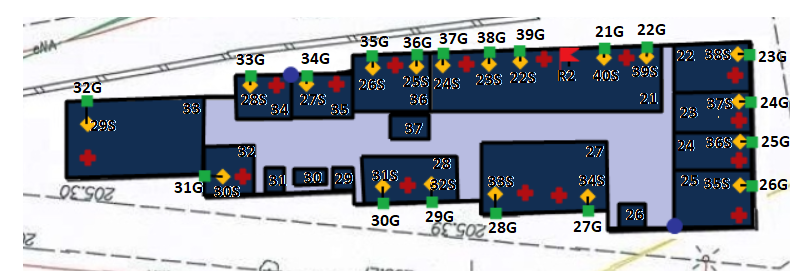 eNA
35G 36G 37G 38G 39G 21G 22G
33G 34G
22 38S 23G
32G
26S 25S 24S 23S 22S R2 40S 39S
28S 27S
33 34 35 36 21
37S 24G
29S
23
37
32
28 27
24 36S 25G
31G 30S 31 30 29 31S 32S 33S 34S
25 35S 26G
205.30
26
30G 29G 28G 27G
205.39